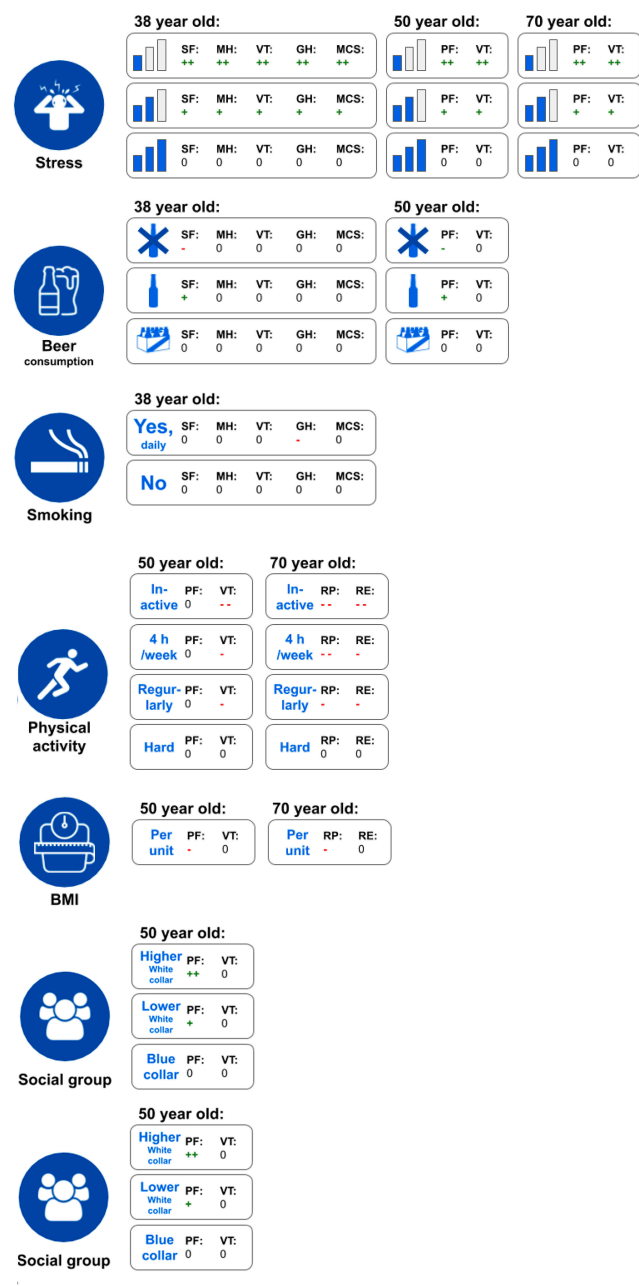 38 year old:
50 year old:
70 year old:
SF: MH: VT: GH: MCS:
++ ++ ++ ++ ++
PF: VT:
++ ++
PF: VT:
++ ++
SF: MH: VT: GH: MCS:
+ + + + +
PF: VT:
+ +
PF: VT:
+ +
SF: MH: VT: GH: MCS:
0 0 0 0 0
PF: VT:
0 0
PF: VT:
0 0
Stress
38 year old:
50 year old:
SF: MH: VT: GH: MCS:
- 0 0 0 0
PF: VT:
- 0
SF: MH: VT: GH: MCS:
+ 0 0 0 0
PF: VT:
+ 0
SF: MH: VT: GH: MCS:
0 0 0 0 0
PF: VT:
0 0
Beer
consumption
38 year old:
Yes,
daily
SF: MH: VT: GH: MCS:
0 0 0 - 0
No
SF: MH: VT: GH: MCS:
0 0 0 0 0
Smoking
50 year old:
70 year old:
In-
active
PF: VT:
0 --
In-
active
RP: RE:
-- --
4 h
/week
PF: VT:
0 -
4 h
/week
RP: RE:
-- -
Regur-
larly
PF: VT:
0 -
Regur-
larly
RP: RE:
- -
Hard
PF: VT:
0 0
Hard
RP: RE:
0 0
Physical
activity
50 year old:
70 year old:
Per
unit
PF: VT:
- 0
Per
unit
RP: RE:
- 0
BMI
50 year old:
Higher
White
collar
PF: VT:
++ 0
Lower
White
collar
PF: VT:
+ 0
Blue
collar
PF: VT:
0 0
Social group
50 year old:
Higher
White
collar
PF: VT:
++ 0
Lower
White
collar
PF: VT:
+ 0
Blue
collar
PF: VT:
0 0
Social group